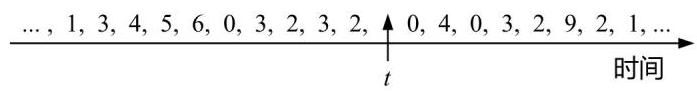 ..., 1, 3, 4, 5, 6, 0, 3, 2, 3, 2, 0, 4, 0, 3, 2, 9, 2, 1, ...
t
时间